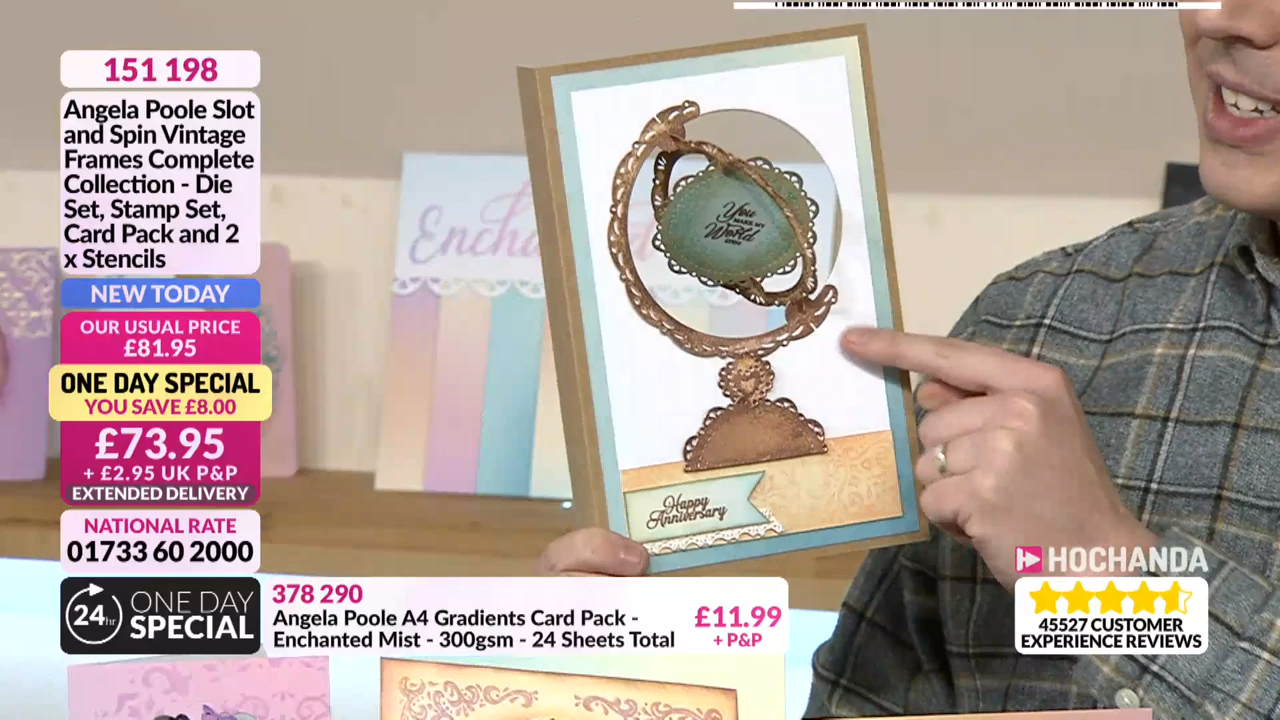 151 198
Angela Poole Slot
and Spin Vintage
Frames Complete
Collection - Die
Set, Stamp Set,
Card Pack and 2
x Stencils
NEW TODAY
OUR USUAL PRICE
£81.95
ONE DAY SPECIAL
YOU SAVE £8.00
£73.95
+ £2.95 UK P&P
EXTENDED DELIVERY
NATIONAL RATE
01733 60 2000
24hr
ONE DAY
SPECIAL
378 290
Angela Poole A4 Gradients Card Pack -
Enchanted Mist - 300gsm - 24 Sheets Total
£11.99
+ P&P
You
MAKE MY
World
SPIN
Happy
Anniversary
HOCHANDA
45527 CUSTOMER
EXPERIENCE REVIEWS